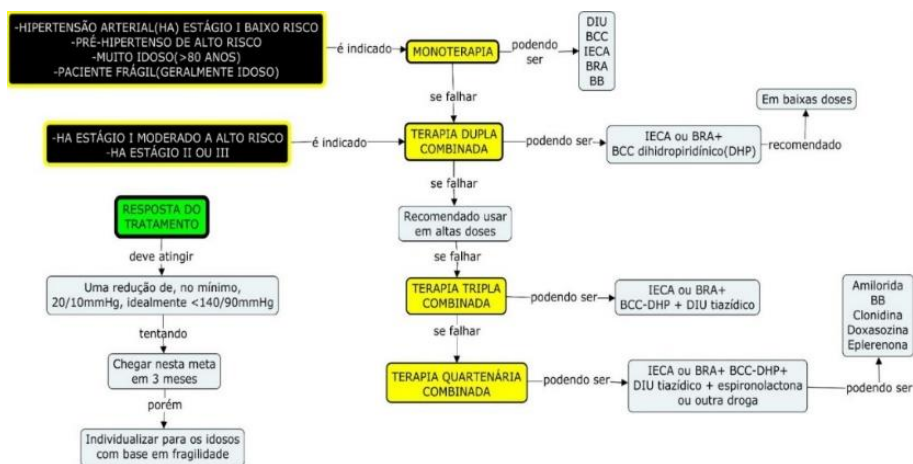 -HIPERTENSÃO ARTERIAL(HA) ESTÁGIO I BAIXO RISCO
-PRÉ-HIPERTENSO DE ALTO RISCO
-MUITO IDOSO(>80 ANOS)
-PACIENTE FRÁGIL(GERALMENTE IDOSO)
é indicado
MONOTERAPIA
podendo
ser
DIU
BCC
IECA
BRA
BB
se falhar
-HA ESTÁGIO I MODERADO A ALTO RISCO
-HA ESTÁGIO II OU III
é indicado
TERAPIA DUPLA
COMBINADA
podendo ser
IECA ou BRA+
BCC dihidropiridínico(DHP)
recomendado
Em baixas doses
se falhar
Recomendado usar
em altas doses
se falhar
TERAPIA TRIPLA
COMBINADA
podendo ser
IECA ou BRA+
BCC-DHP + DIU tiazídico
se falhar
TERAPIA QUARTENÁRIA
COMBINADA
podendo ser
IECA ou BRA+ BCC-DHP+
DIU tiazídico + espironolactona
ou outra droga
podendo ser
Amilorida
BB
Clonidina
Doxasozina
Eplerenona
RESPOSTA DO
TRATAMENTO
deve atingir
Uma redução de, no mínimo,
20/10mmHg, idealmente <140/90mmHg
tentando
Chegar nesta meta
em 3 meses
porém
Individualizar para os idosos
com base em fragilidade